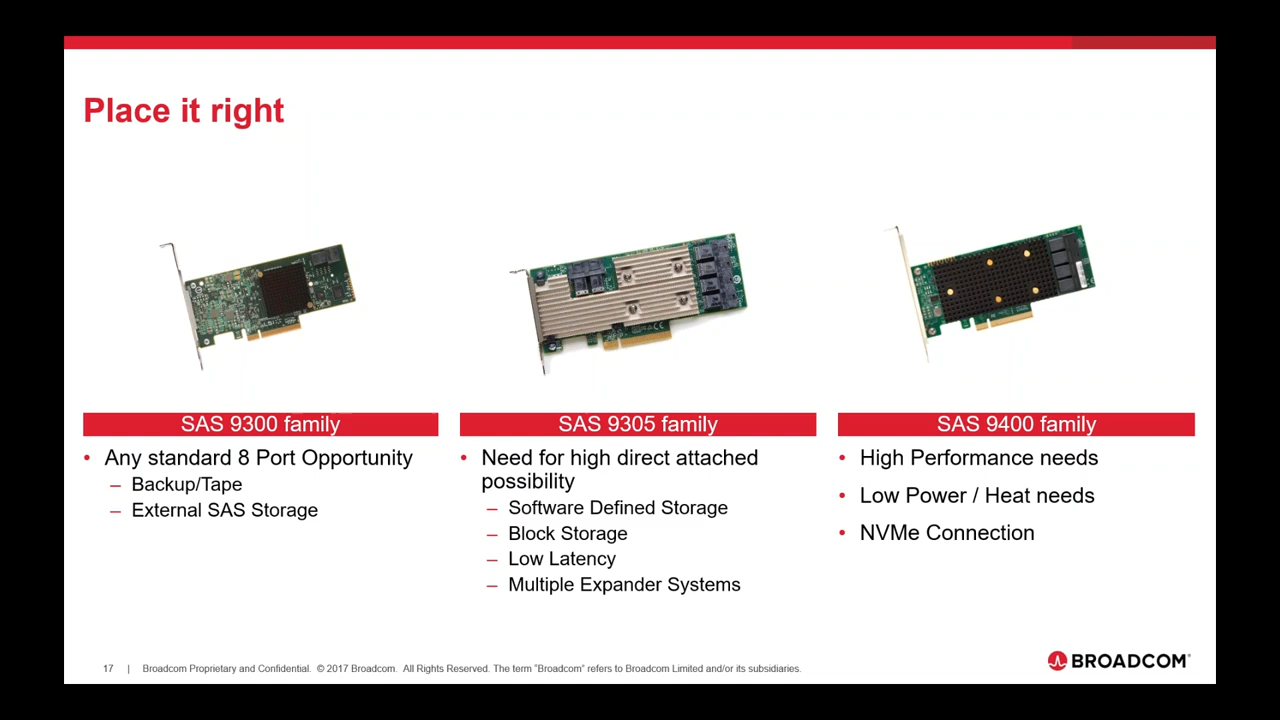 Place it right
SAS 9300 family
• Any standard 8 Port Opportunity
– Backup/Tape
– External SAS Storage
SAS 9305 family
• Need for high direct attached
possibility
– Software Defined Storage
– Block Storage
– Low Latency
– Multiple Expander Systems
SAS 9400 family
• High Performance needs
• Low Power / Heat needs
• NVMe Connection
17 | Broadcom Proprietary and Confidential. © 2017 Broadcom. All Rights Reserved. The term "Broadcom" refers to Broadcom Limited and/or its subsidiaries.
BROADCOM®